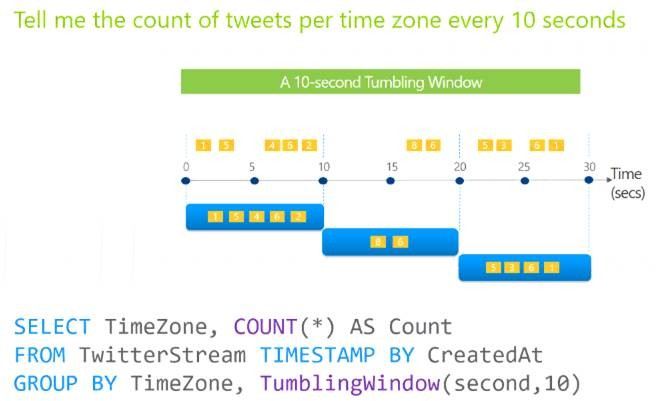 Tell me the count of tweets per time zone every 10 seconds
A 10-second Tumbling Window
1 5 4 6 2 8 6 5 3 6 1
0 5 10 15 20 25 30 Time
(secs)
1 5 4 6 2
8 6
5 3 6 1
SELECT TimeZone, COUNT(*) AS Count
FROM TwitterStream TIMESTAMP BY CreatedAt
GROUP BY TimeZone, TumblingWindow(second,10)